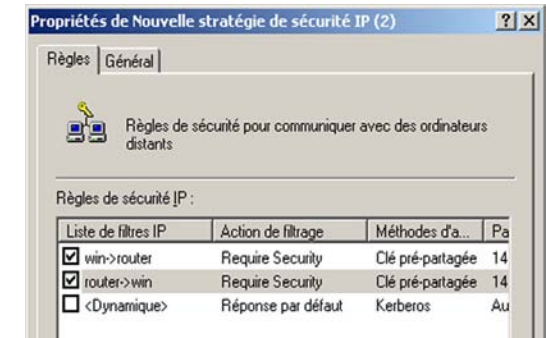 Propriétés de Nouvelle stratégie de sécurité IP (2)
Règles Général
Règles de sécurité pour communiquer avec des ordinateurs
distants
Règles de sécurité IP :
Liste de filtres IP Action de filtrage Méthodes d'a... Pa
win->router Require Security Clé pré-partagée 14
router->win Require Security Clé pré-partagée 14
<Dynamique> Réponse par défaut Kerberos Au